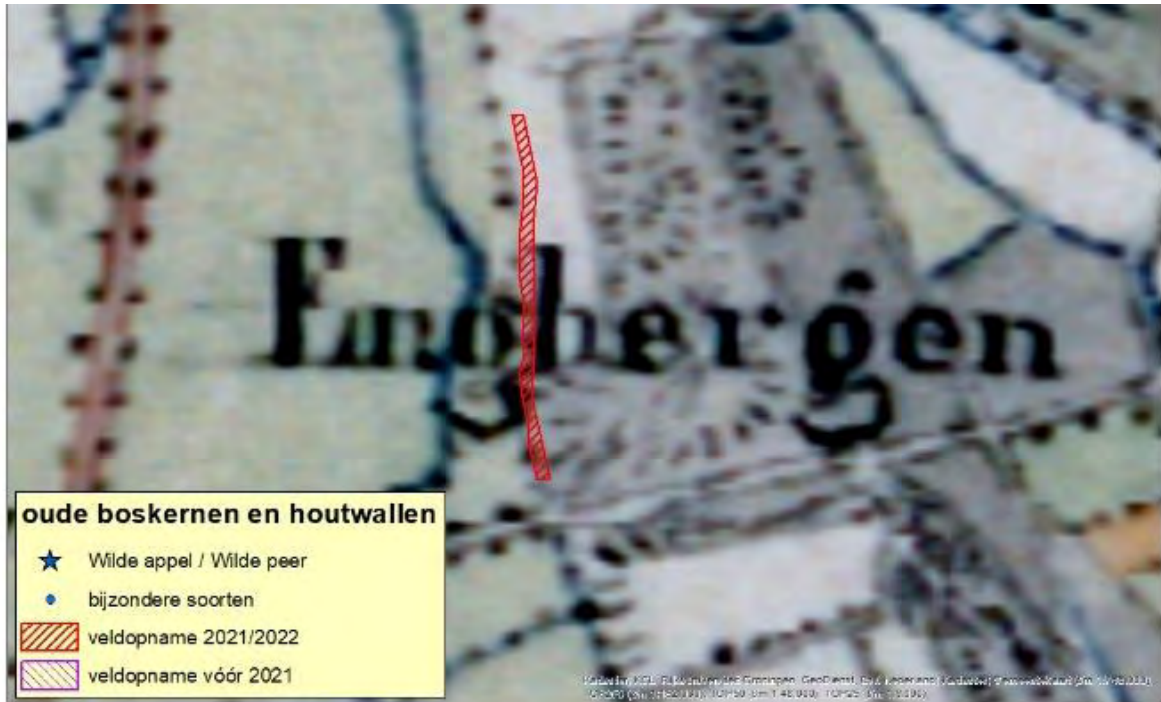 Engbergen
oude boskernen en houtwallen
Wilde appel / Wilde peer
bijzondere soorten
veldopname 2021/2022
veldopname vóór 2021